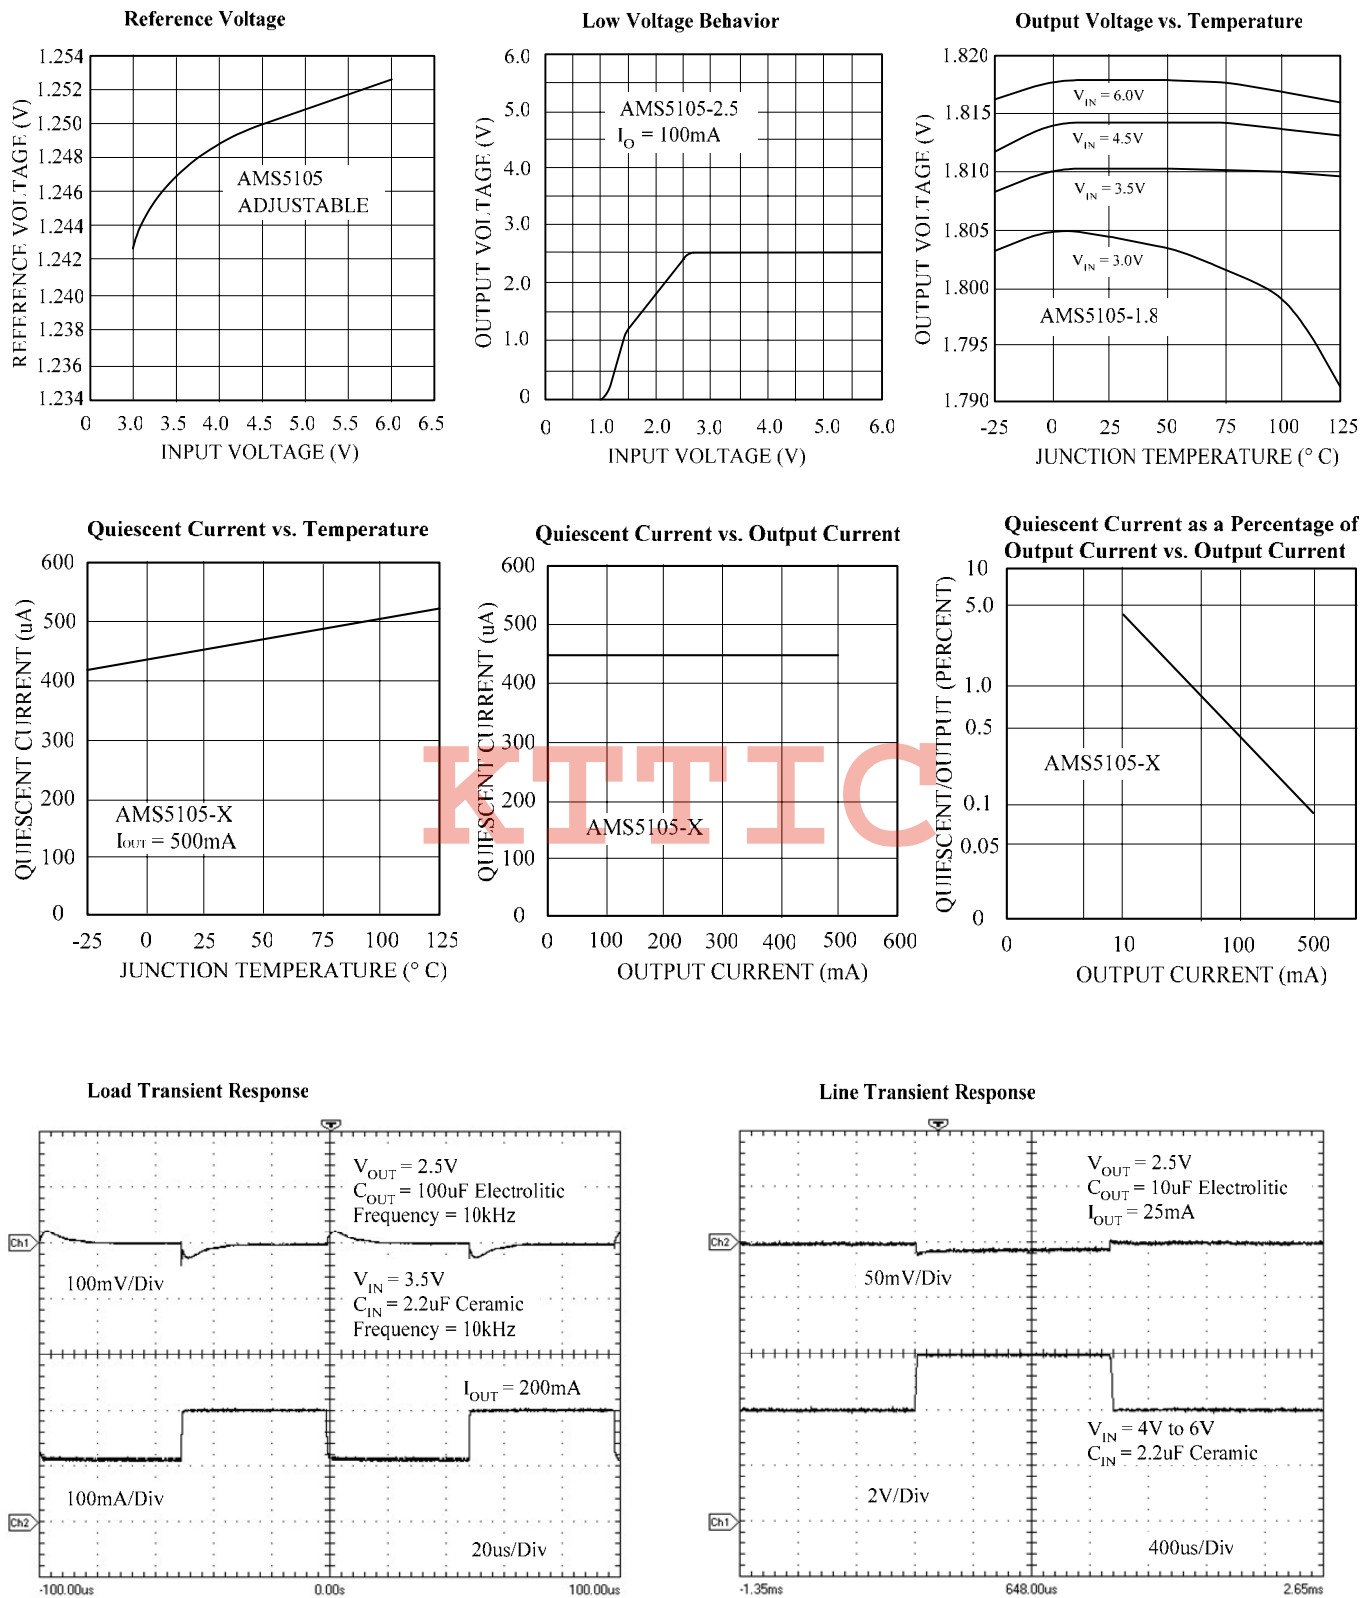 Reference Voltage
1.254
1.252
1.250
1.248
1.246
1.244
1.242
1.240
1.238
1.236
1.234
REFERENCE VOLTAGE (V)
AMS5105
ADJUSTABLE
0 3.0 3.5 4.0 4.5 5.0 5.5 6.0 6.5
INPUT VOLTAGE (V)
Low Voltage Behavior
6.0
5.0
4.0
3.0
2.0
1.0
0
OUTPUT VOLTAGE (V)
AMS5105-2.5
IO = 100mA
0 1.0 2.0 3.0 4.0 5.0 6.0
INPUT VOLTAGE (V)
Output Voltage vs. Temperature
1.820
1.815
1.810
1.805
1.800
1.795
1.790
OUTPUT VOLTAGE (V)
VIN = 6.0V
VIN = 4.5V
VIN = 3.5V
VIN = 3.0V
AMS5105-1.8
-25 0 25 50 75 100 125
JUNCTION TEMPERATURE (° C)
Quiescent Current vs. Temperature
600
500
400
300
200
100
0
QUIESCENT CURRENT (uA)
AMS5105-X
IOUT = 500mA
-25 0 25 50 75 100 125
JUNCTION TEMPERATURE (° C)
Quiescent Current vs. Output Current
600
500
400
300
200
100
0
QUIESCENT CURRENT (uA)
AMS5105-X
0 100 200 300 400 500 600
OUTPUT CURRENT (mA)
Quiescent Current as a Percentage of
Output Current vs. Output Current
10
5.0
1.0
0.5
0.1
0.05
0
QUIESCENT/OUTPUT (PERCENT)
AMS5105-X
0 10 100 500
OUTPUT CURRENT (mA)
KTTIC
Load Transient Response
VOUT = 2.5V
COUT = 100uF Electrolitic
Frequency = 10kHz
Ch1
100mV/Div
VIN = 3.5V
CIN = 2.2uF Ceramic
Frequency = 10kHz
IOUT = 200mA
100mA/Div
Ch2
20us/Div
-100.00us 0.00s 100.00us
Line Transient Response
VOUT = 2.5V
COUT = 10uF Electrolitic
IOUT = 25mA
Ch2
50mV/Div
VIN = 4V to 6V
CIN = 2.2uF Ceramic
2V/Div
Ch1
400us/Div
-1.35ms 648.00us 2.65ms